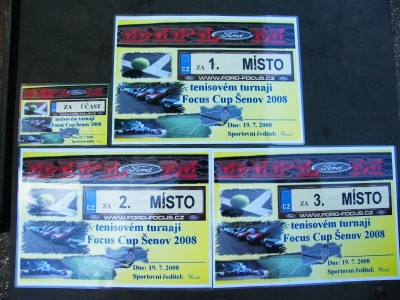 Ford
CZ ZA 1. MÍSTO
WWW.FORD-FOCUS.CZ
tenisovém turnaji
Focus Cup Šenov 2008
Dne: 19. 7. 2008
Sportovní ředitel:
ZA ÚČAST
tenisovém turnaji
Focus Cup Šenov 2008
Sportovní ředitel:
Ford
CZ ZA 2. MÍSTO
WWW.FORD-FOCUS.CZ
tenisovém turnaji
Focus Cup Šenov 2008
Dne: 19. 7. 2008
Sportovní ředitel:
Ford
CZ ZA 3. MÍSTO
WWW.FORD-FOCUS.CZ
tenisovém turnaji
Focus Cup Šenov 2008
Dne: 19. 7. 2008
Sportovní ředitel: